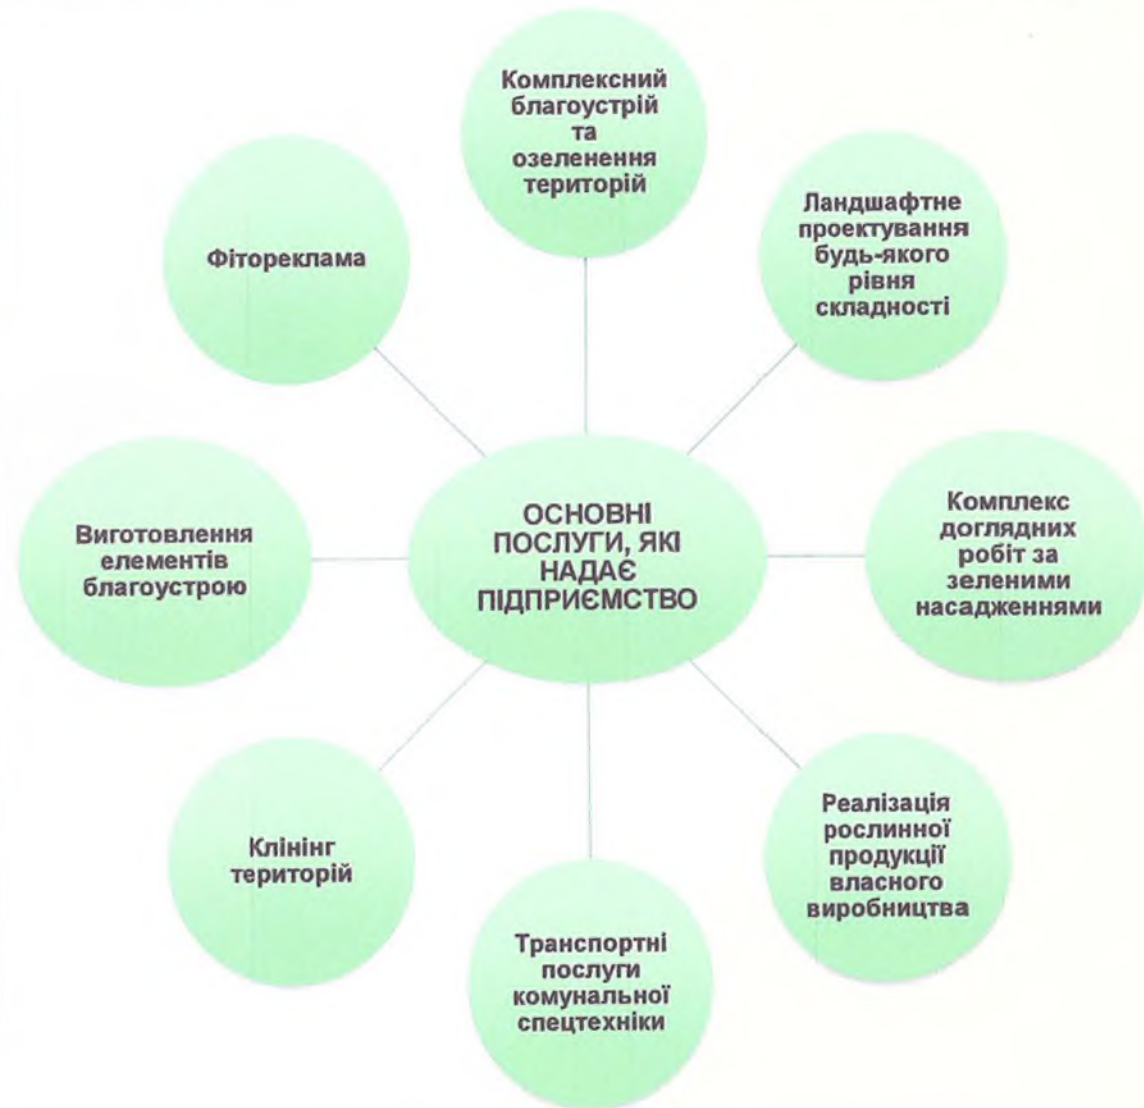 Комплексний
благоустрій
та
озеленення
територій
Ландшафтне
проектування
будь-якого
рівня
складності
Фітореклама
ОСНОВНІ
ПОСЛУГИ, ЯКІ
НАДАЄ
ПІДПРИЄМСТВО
Комплекс
доглядних
робіт за
зеленими
насадженнями
Виготовлення
елементів
благоустрою
Реалізація
рослинної
продукції
власного
виробництва
Клінінг
територій
Транспортні
послуги
комунальної
спецтехніки